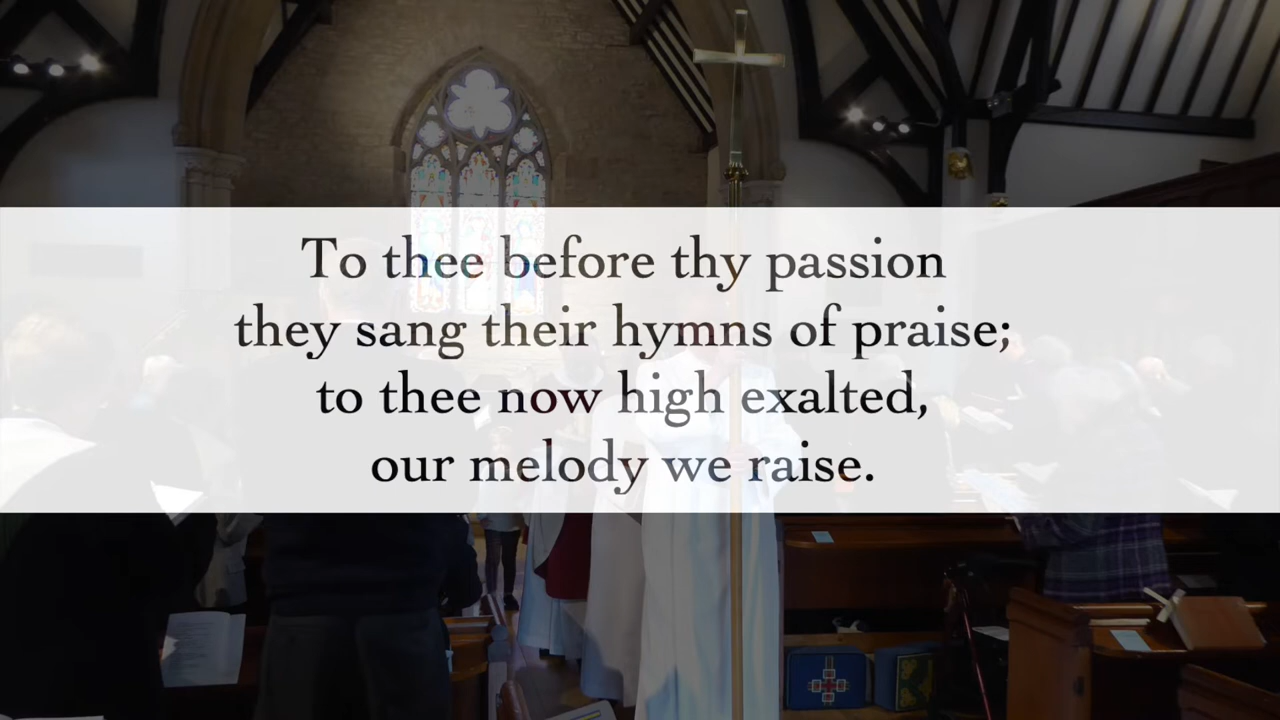 To thee before thy passion
they sang their hymns of praise;
to thee now high exalted,
our melody we raise.